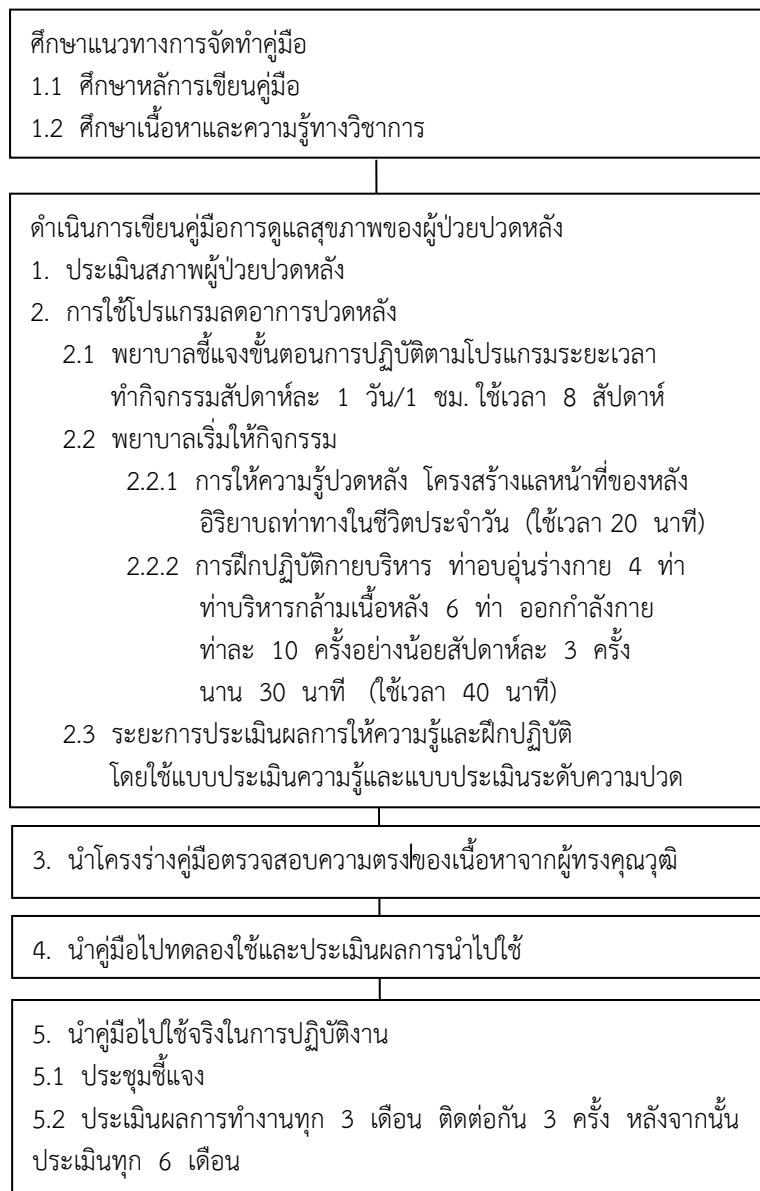 ศึกษาแนวทางการจัดทำคู่มือ
1.1 ศึกษาหลักการเขียนคู่มือ
1.2 ศึกษาเนื้อหาและความรู้ทางวิชาการ
ดำเนินการเขียนคู่มือการดูแลสุขภาพของผู้ป่วยปวดหลัง
1. ประเมินสภาพผู้ป่วยปวดหลัง
2. การใช้โปรแกรมลดอาการปวดหลัง
2.1 พยาบาลชี้แจงขั้นตอนการปฏิบัติตามโปรแกรมระยะเวลา
ทำกิจกรรมสัปดาห์ละ 1 วัน/1 ชม. ใช้เวลา 8 สัปดาห์
2.2 พยาบาลเริ่มให้กิจกรรม
2.2.1 การให้ความรู้ปวดหลัง โครงสร้างแลหน้าที่ของหลัง
อิริยาบถท่าทางในชีวิตประจำวัน (ใช้เวลา 20 นาที)
2.2.2 การฝึกปฏิบัติกายบริหาร ท่าอบอุ่นร่างกาย 4 ท่า
ท่าบริหารกล้ามเนื้อหลัง 6 ท่า ออกกำลังกาย
ท่าละ 10 ครั้งอย่างน้อยสัปดาห์ละ 3 ครั้ง
นาน 30 นาที (ใช้เวลา 40 นาที)
2.3 ระยะการประเมินผลการให้ความรู้และฝึกปฏิบัติ
โดยใช้แบบประเมินความรู้และแบบประเมินระดับความปวด
3. นำโครงร่างคู่มือตรวจสอบความตรงของเนื้อหาจากผู้ทรงคุณวุฒิ
4. นำคู่มือไปทดลองใช้และประเมินผลการนำไปใช้
5. นำคู่มือไปใช้จริงในการปฏิบัติงาน
5.1 ประชุมชี้แจง
5.2 ประเมินผลการทำงานทุก 3 เดือน ติดต่อกัน 3 ครั้ง หลังจากนั้น
ประเมินทุก 6 เดือน